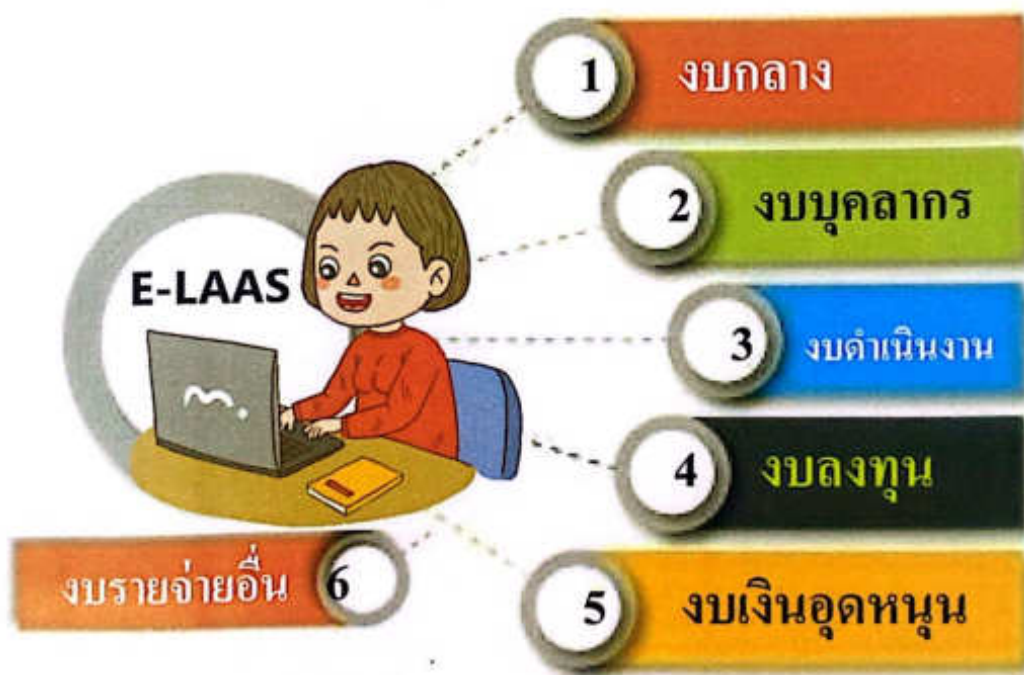 1 งบกลาง
2 งบบุคลากร
E-LAAS
3 งบดำเนินงาน
4 งบลงทุน
5 งบเงินอุดหนุน
งบรายจ่ายอื่น 6